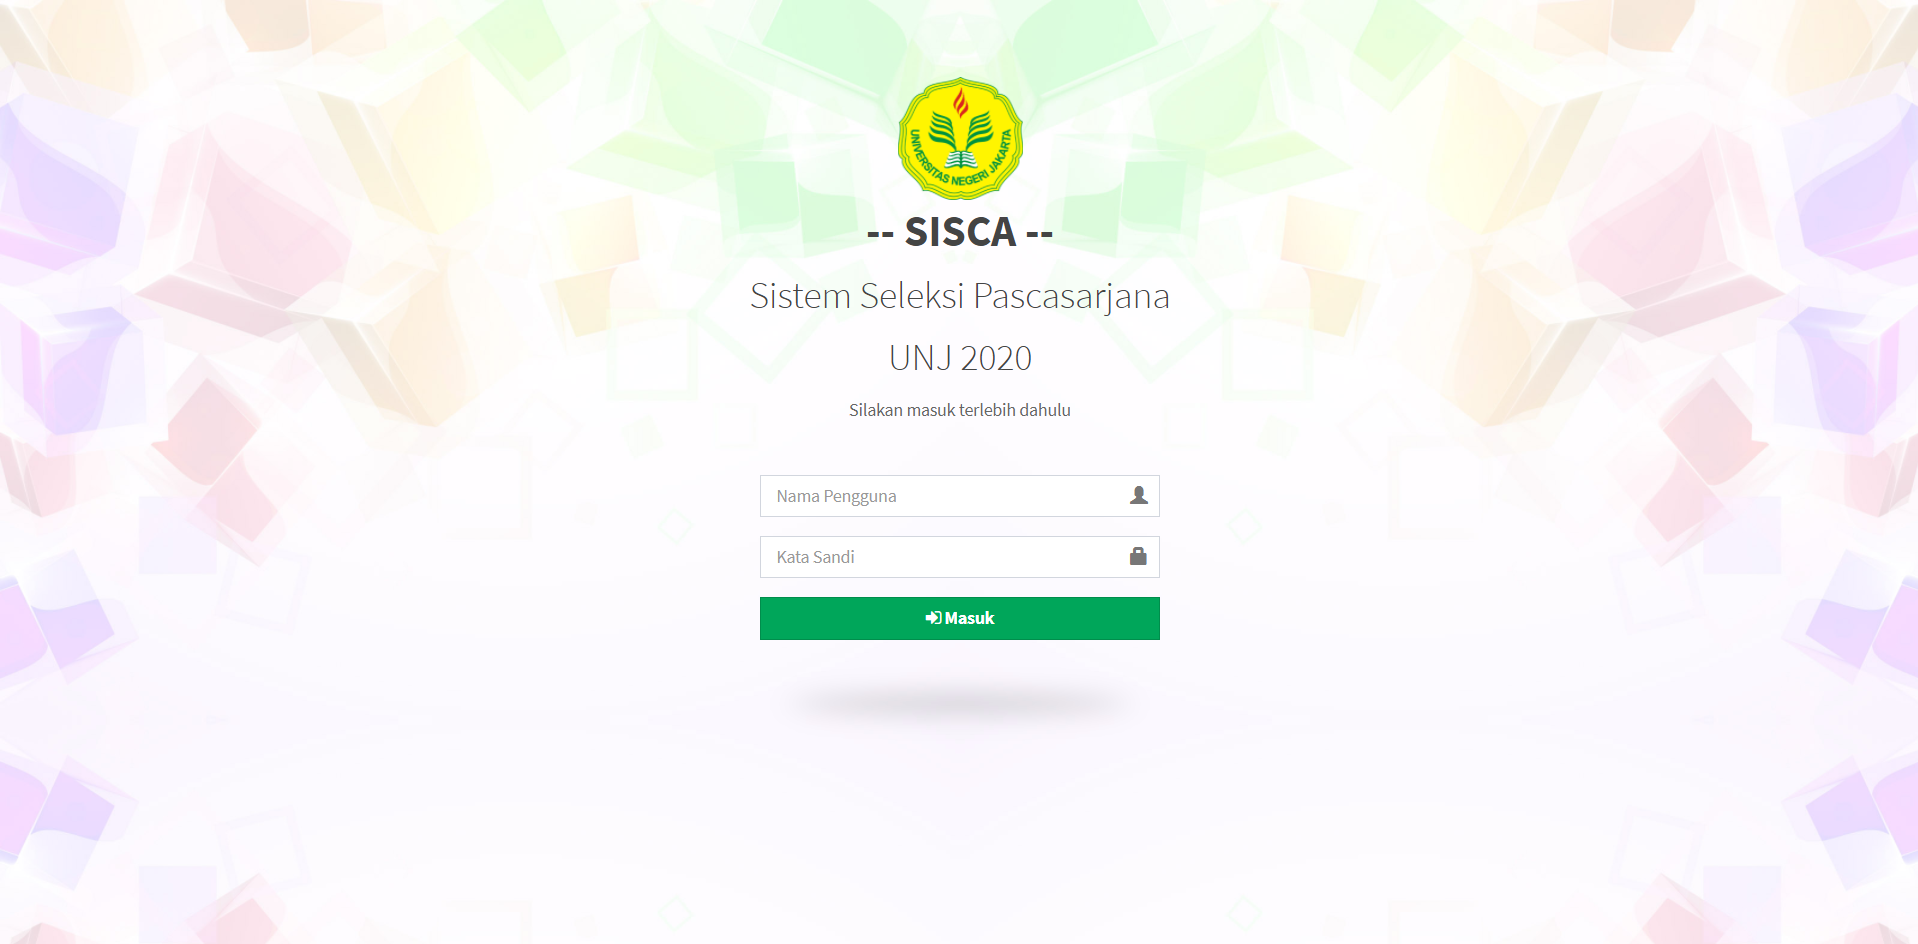 UNIVERSITAS NEGERI JAKARTA
-- SISCA --
Sistem Seleksi Pascasarjana
UNJ 2020
Silakan masuk terlebih dahulu
Nama Pengguna
Kata Sandi
Masuk